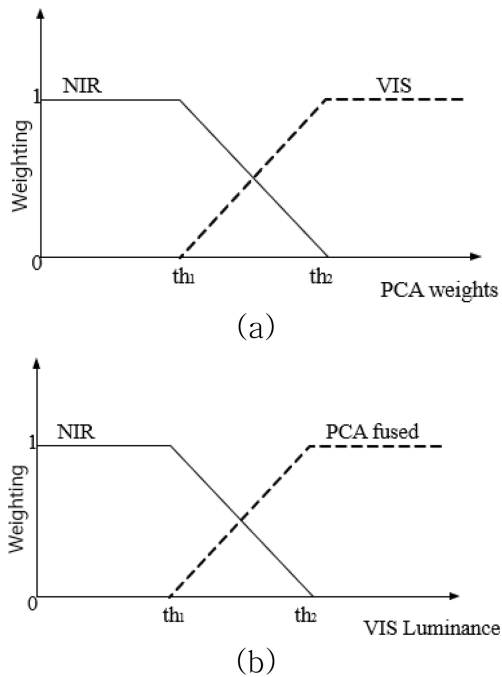 1
NIR
VIS
Weighting
0
th₁
th₂
PCA weights
(a)
1
NIR
PCA fused
Weighting
0
th₁
th₂
VIS Luminance
(b)